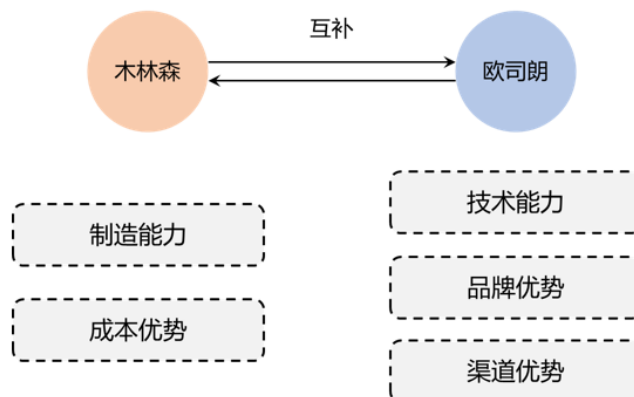 互补
木林森
欧司朗
制造能力
成本优势
技术能力
品牌优势
渠道优势